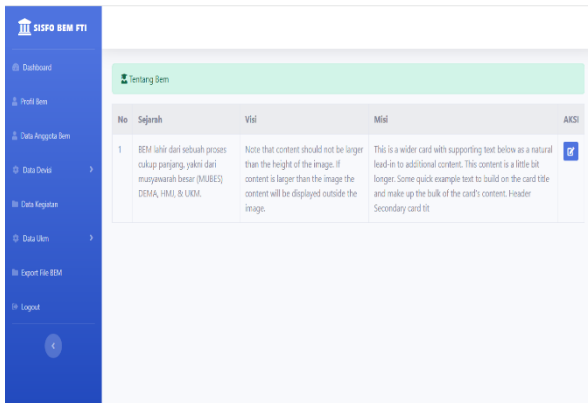 SISFO BEM FTI
Dashboard
Profil Bem
Data Anggota Bem
Data Devisi
Data Kegiatan
Data Ukm
Export File BEM
Logout
Tentang Bem
No Sejarah Visi Misi AKSI
1
BEM lahir dari sebuah proses
cukup panjang, yakni dari
musyawarah besar (MUBES)
DEMA, HMJ, & UKM.
Note that content should not be larger
than the height of the image. If
content is larger than the image the
content will be displayed outside the
image.
This is a wider card with supporting text below as a natural
lead-in to additional content. This content is a little bit
longer. Some quick example text to build on the card title
and make up the bulk of the card's content. Header
Secondary card tit